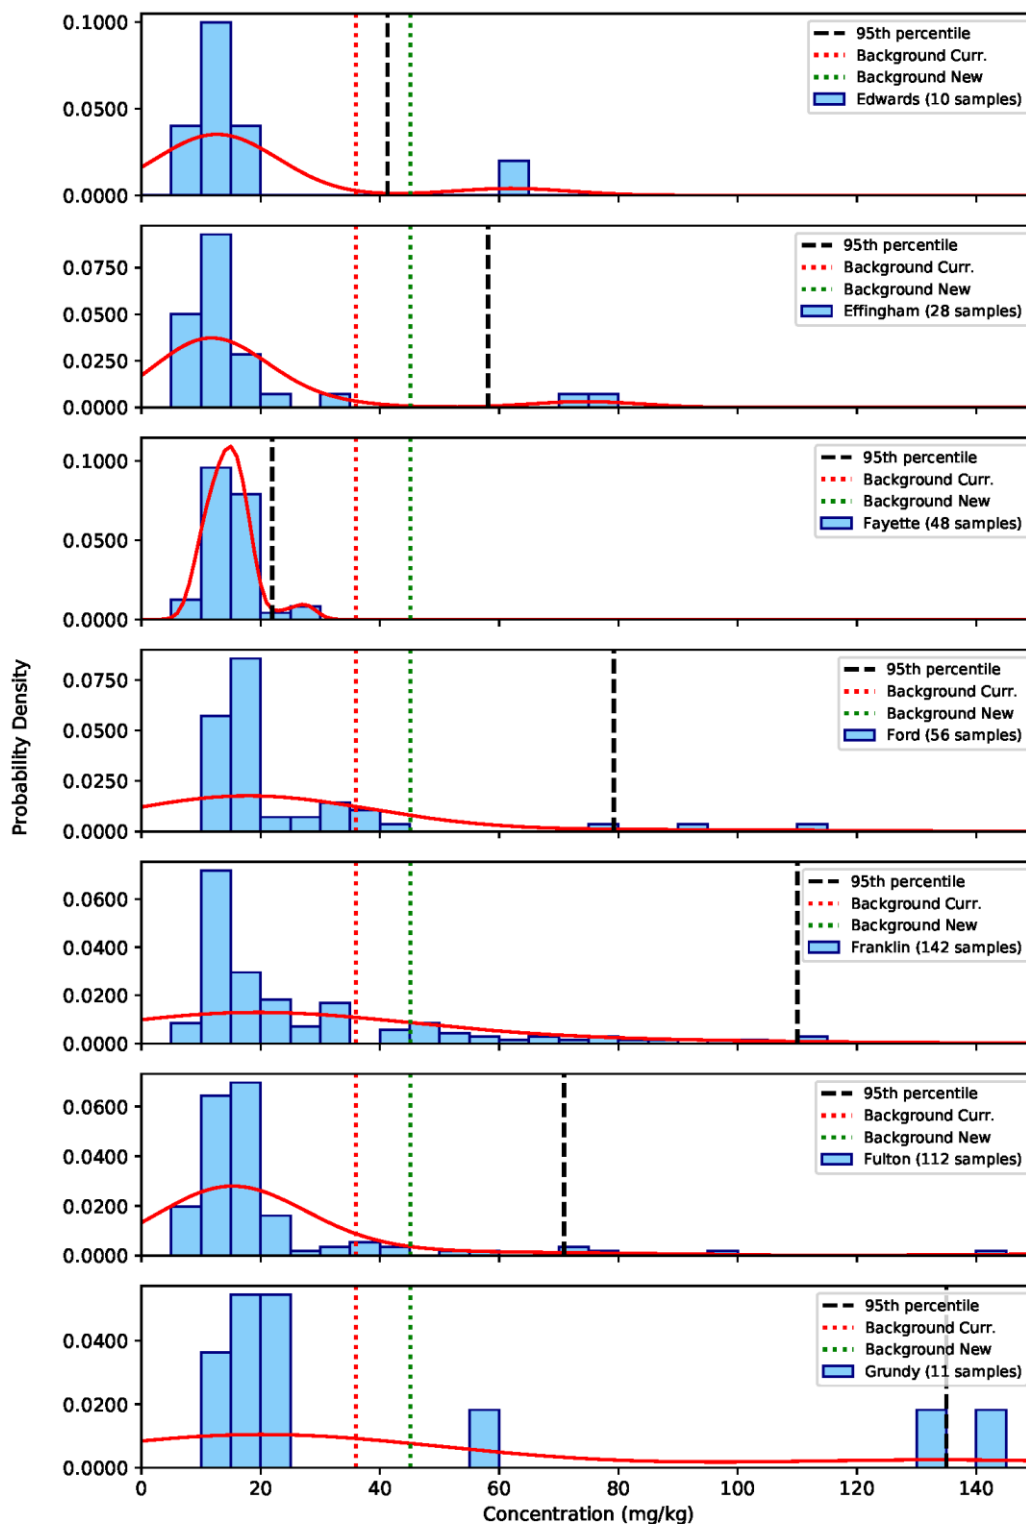 0.1000
0.0500
0.0000
95th percentile
Background Curr.
Background New
Edwards (10 samples)
0.0750
0.0500
0.0250
0.0000
95th percentile
Background Curr.
Background New
Effingham (28 samples)
0.1000
0.0500
0.0000
95th percentile
Background Curr.
Background New
Fayette (48 samples)
Probability Density
0.0750
0.0500
0.0250
0.0000
95th percentile
Background Curr.
Background New
Ford (56 samples)
0.0600
0.0400
0.0200
0.0000
95th percentile
Background Curr.
Background New
Franklin (142 samples)
0.0600
0.0400
0.0200
0.0000
95th percentile
Background Curr.
Background New
Fulton (112 samples)
0.0400
0.0200
0.0000
95th percentile
Background Curr.
Background New
Grundy (11 samples)
0 20 40 60 80 100 120 140
Concentration (mg/kg)